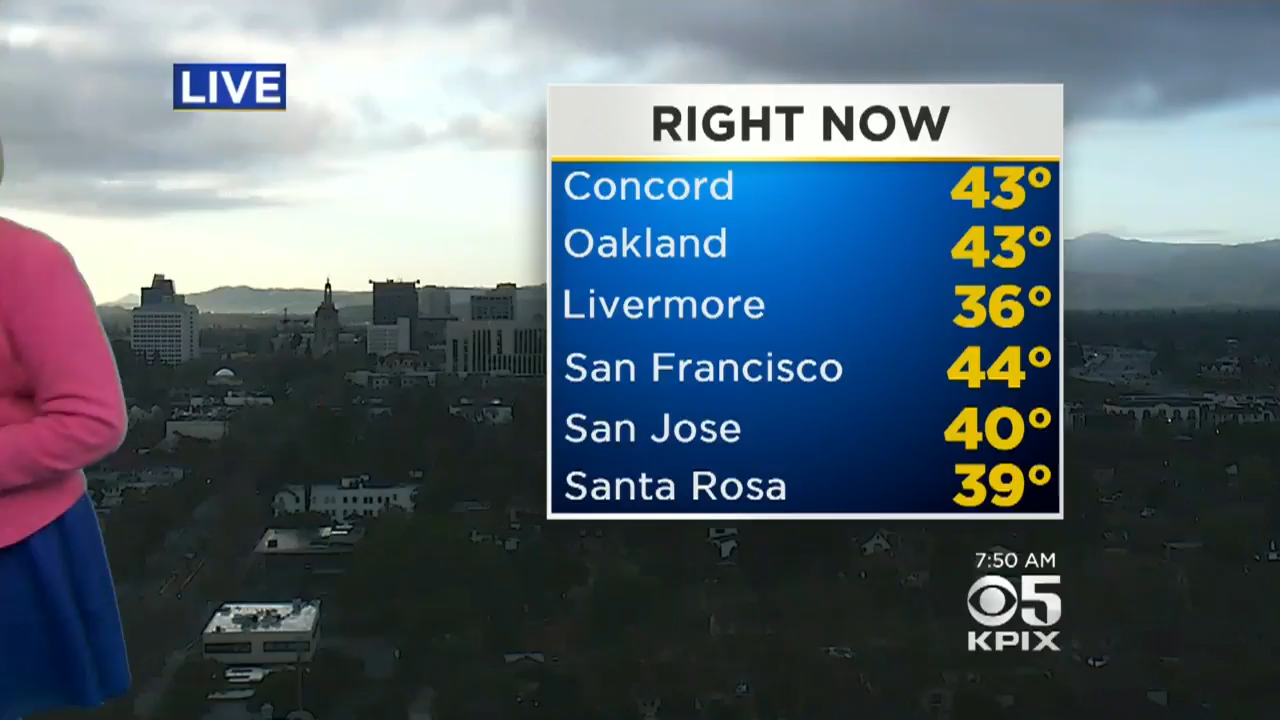 LIVE
RIGHT NOW
Concord 43°
Oakland 43°
Livermore 36°
San Francisco 44°
San Jose 40°
Santa Rosa 39°
7:50 AM
5
KPIX